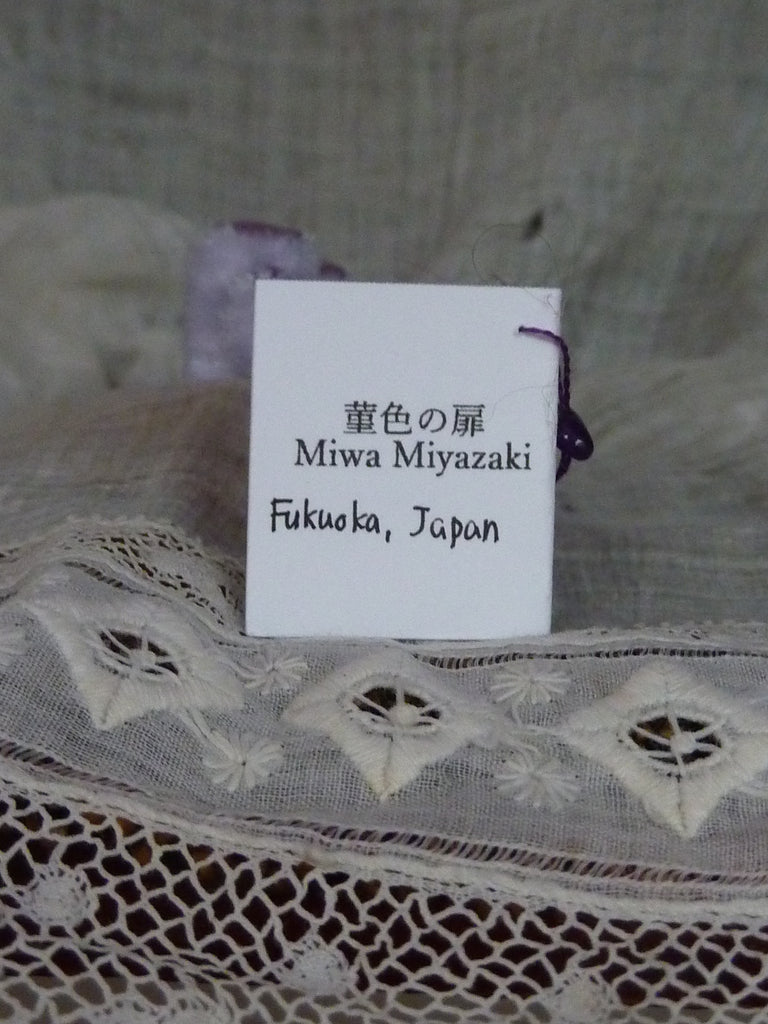 菫色の扉
Miwa Miyazaki
Fukuoka, Japan